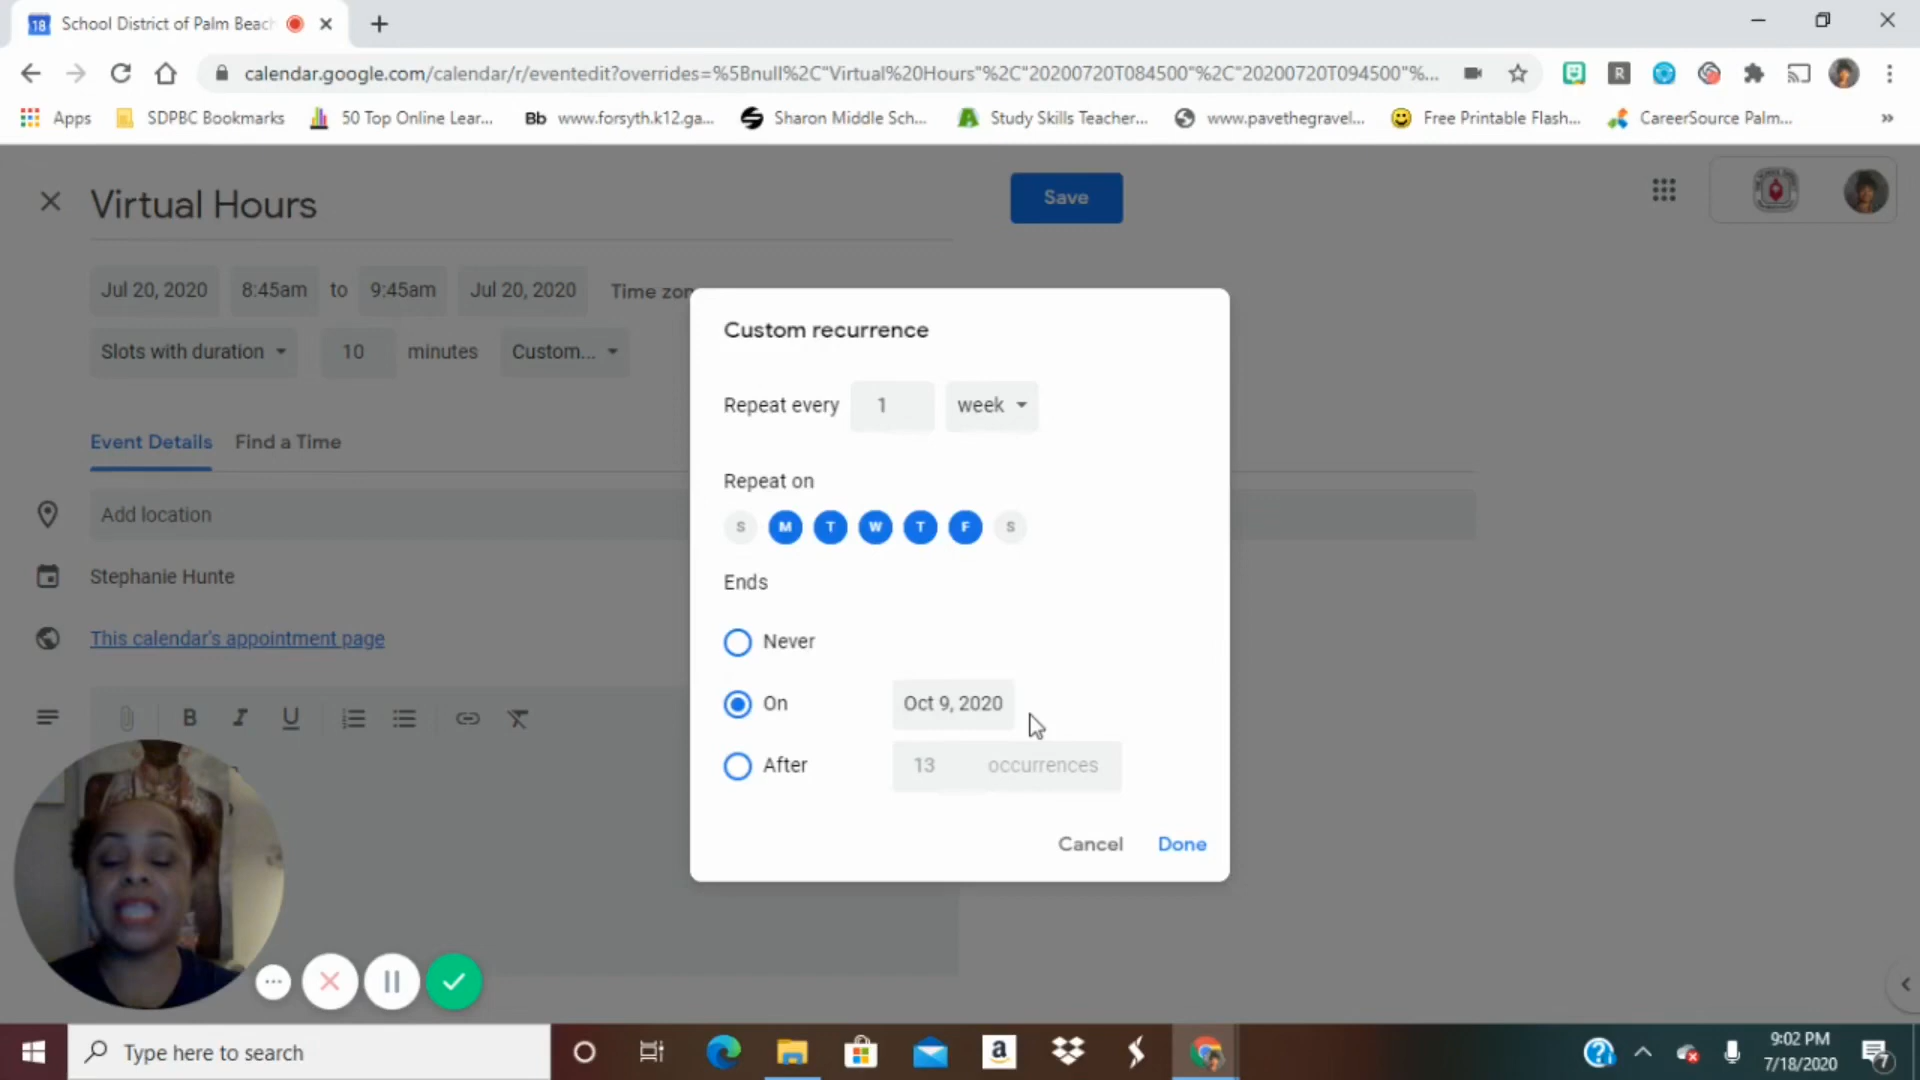 18 School District of Palm Beac
calendar.google.com/calendar/r/eventedit?overrides=%5Bnull%2C"Virtual%20Hours"%2C"20200720T084500"%2C"20200720T094500"%...
R
Apps SDPBC Bookmarks 50 Top Online Lear... Bb www.forsyth.k12.ga... Sharon Middle Sch... Study Skills Teacher... www.pavethegravel... Free Printable Flash... CareerSource Palm... »
Virtual Hours
Save
Jul 20, 2020 8:45am to 9:45am Jul 20, 2020 Time zon
Slots with duration 10 minutes Custom...
Event Details Find a Time
Add location
Stephanie Hunte
This calendar's appointment page
B I U
Custom recurrence
Repeat every 1 week
Repeat on
S M T W T F S
Ends
Never
On Oct 9, 2020
After 13 occurrences
Cancel Done
Type here to search
a
9:02 PM
7/18/2020
7